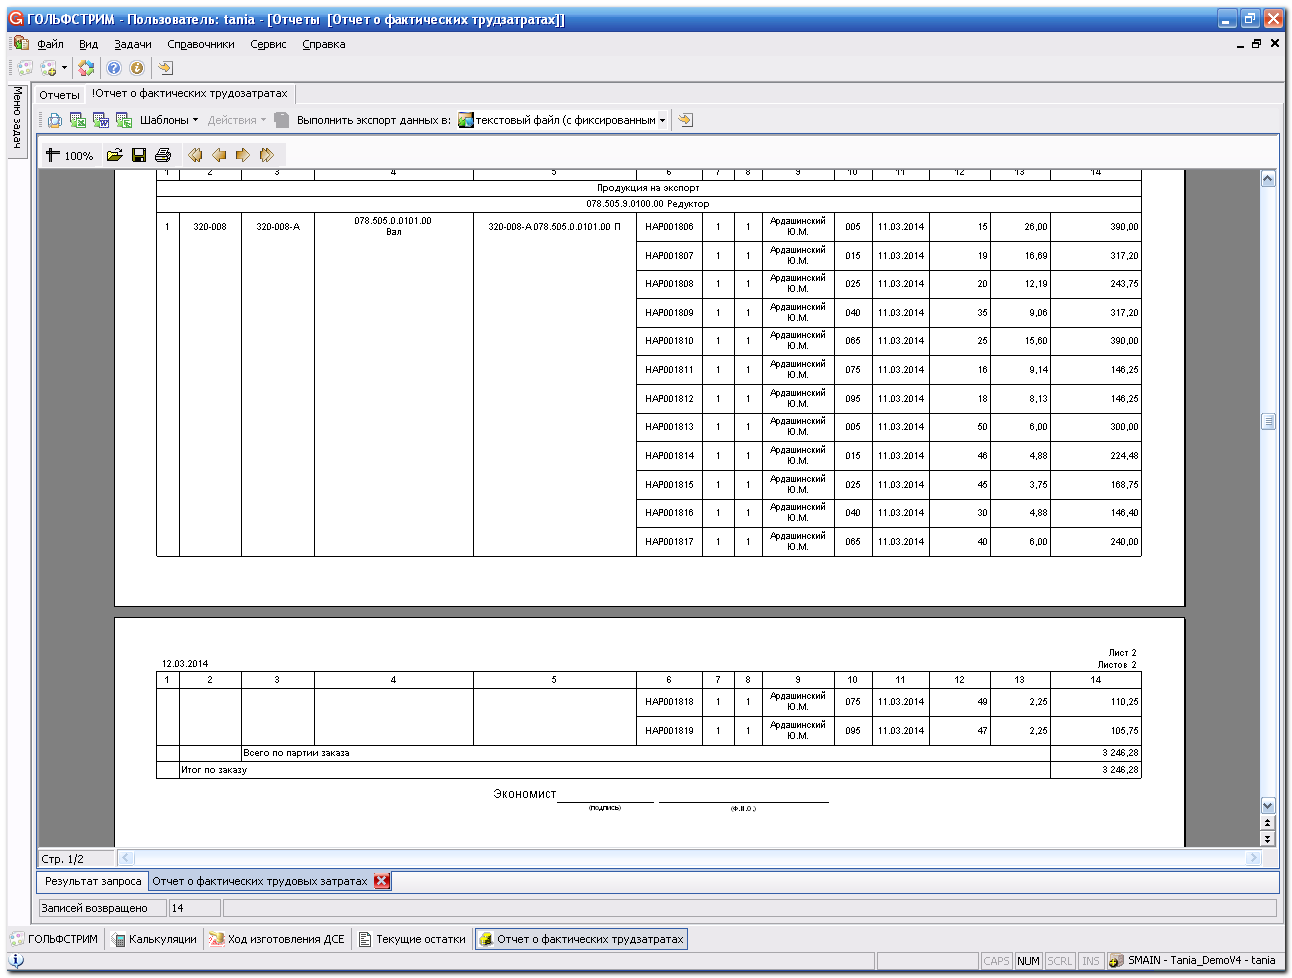 ГОЛЬФСТРИМ - Пользователь: tania - [Отчеты  [Отчет о фактических трудзатратах]]
Файл Вид Задачи Справочники Сервис Справка
Меню задач
Отчеты !Отчет о фактических трудозатратах
Шаблоны Действия Выполнить экспорт данных в: текстовый файл (с фиксированным
100%
1 2 3 4 5 6 7 8 9 10 11 12 13 14
Продукция на экспорт
078.505.9.0100.00 Редуктор
1 320-008 320-008-А 078.505.0.0101.00 Вал 320-008-А 078.505.0.0101.00 П НАР001806 1 1 Ардашинский Ю.М. 005 11.03.2014 15 26,00 390,00
НАР001807 1 1 Ардашинский Ю.М. 015 11.03.2014 19 16,69 317,20
НАР001808 1 1 Ардашинский Ю.М. 025 11.03.2014 20 12,19 243,75
НАР001809 1 1 Ардашинский Ю.М. 040 11.03.2014 35 9,06 317,20
НАР001810 1 1 Ардашинский Ю.М. 065 11.03.2014 25 15,60 390,00
НАР001811 1 1 Ардашинский Ю.М. 075 11.03.2014 16 9,14 146,25
НАР001812 1 1 Ардашинский Ю.М. 095 11.03.2014 18 8,13 146,25
НАР001813 1 1 Ардашинский Ю.М. 005 11.03.2014 50 6,00 300,00
НАР001814 1 1 Ардашинский Ю.М. 015 11.03.2014 46 4,88 224,48
НАР001815 1 1 Ардашинский Ю.М. 025 11.03.2014 45 3,75 168,75
НАР001816 1 1 Ардашинский Ю.М. 040 11.03.2014 30 4,88 146,40
НАР001817 1 1 Ардашинский Ю.М. 065 11.03.2014 40 6,00 240,00
Лист 2
12.03.2014 Листов 2
1 2 3 4 5 6 7 8 9 10 11 12 13 14
НАР001818 1 1 Ардашинский Ю.М. 075 11.03.2014 49 2,25 110,25
НАР001819 1 1 Ардашинский Ю.М. 095 11.03.2014 47 2,25 105,75
Всего по партии заказа 3 246,28
Итог по заказу 3 246,28
Экономист
(подпись) (Ф.И.О.)
Стр. 1/2
Результат запроса Отчет о фактических трудовых затратах
Записей возвращено 14
ГОЛЬФСТРИМ Калькуляции Ход изготовления ДСЕ Текущие остатки Отчет о фактических трудзатратах
CAPS NUM SCRL INS SMAIN - Tania_DemoV4 - tania